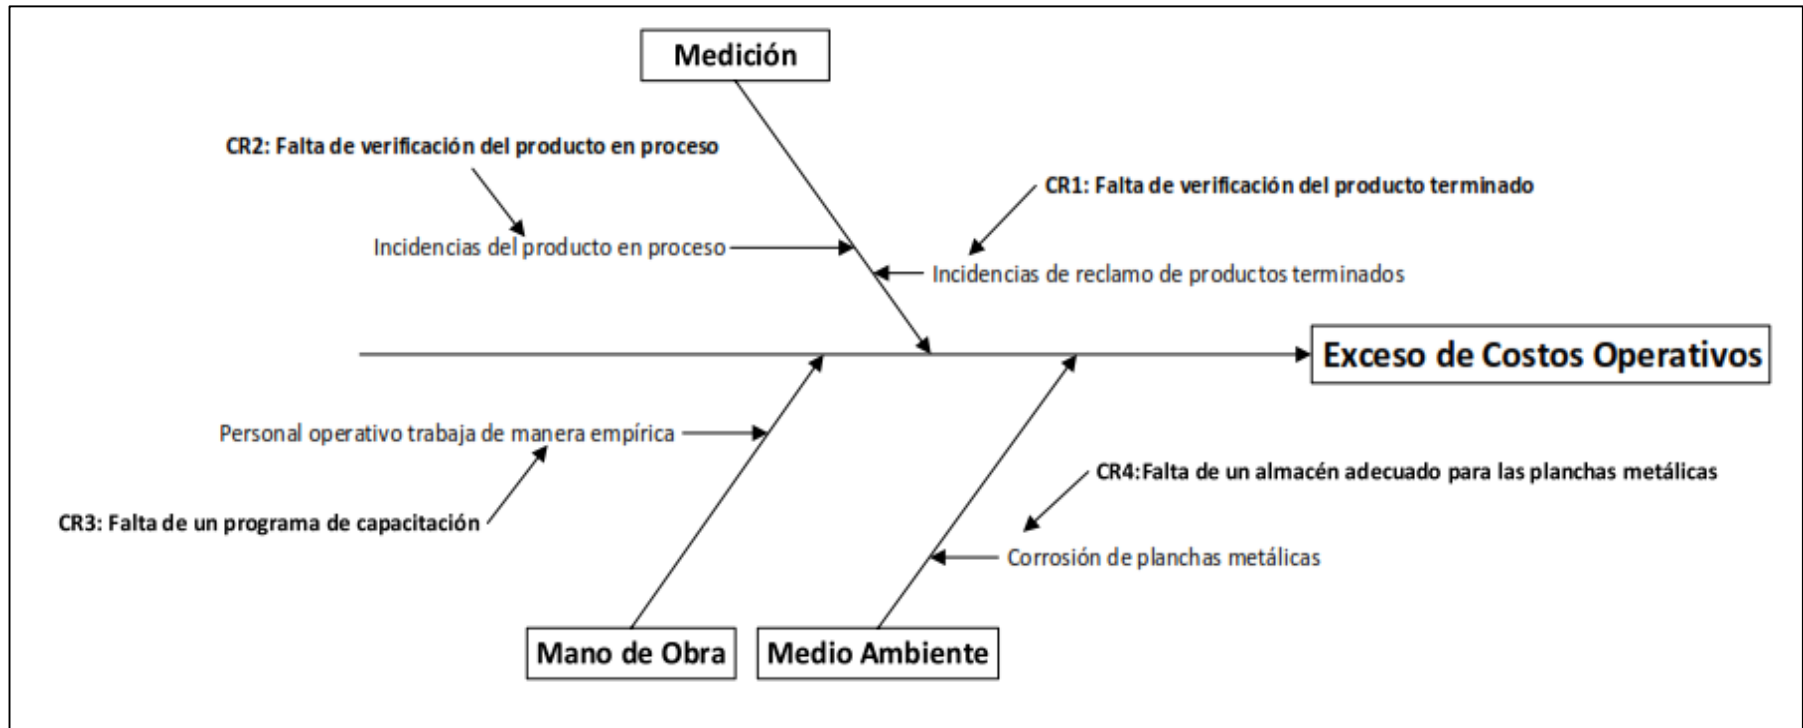 Medición
CR2: Falta de verificación del producto en proceso
CR1: Falta de verificación del producto terminado
Incidencias del producto en proceso
Incidencias de reclamo de productos terminados
Exceso de Costos Operativos
Personal operativo trabaja de manera empírica
CR4:Falta de un almacén adecuado para las planchas metálicas
CR3: Falta de un programa de capacitación
Corrosión de planchas metálicas
Mano de Obra
Medio Ambiente